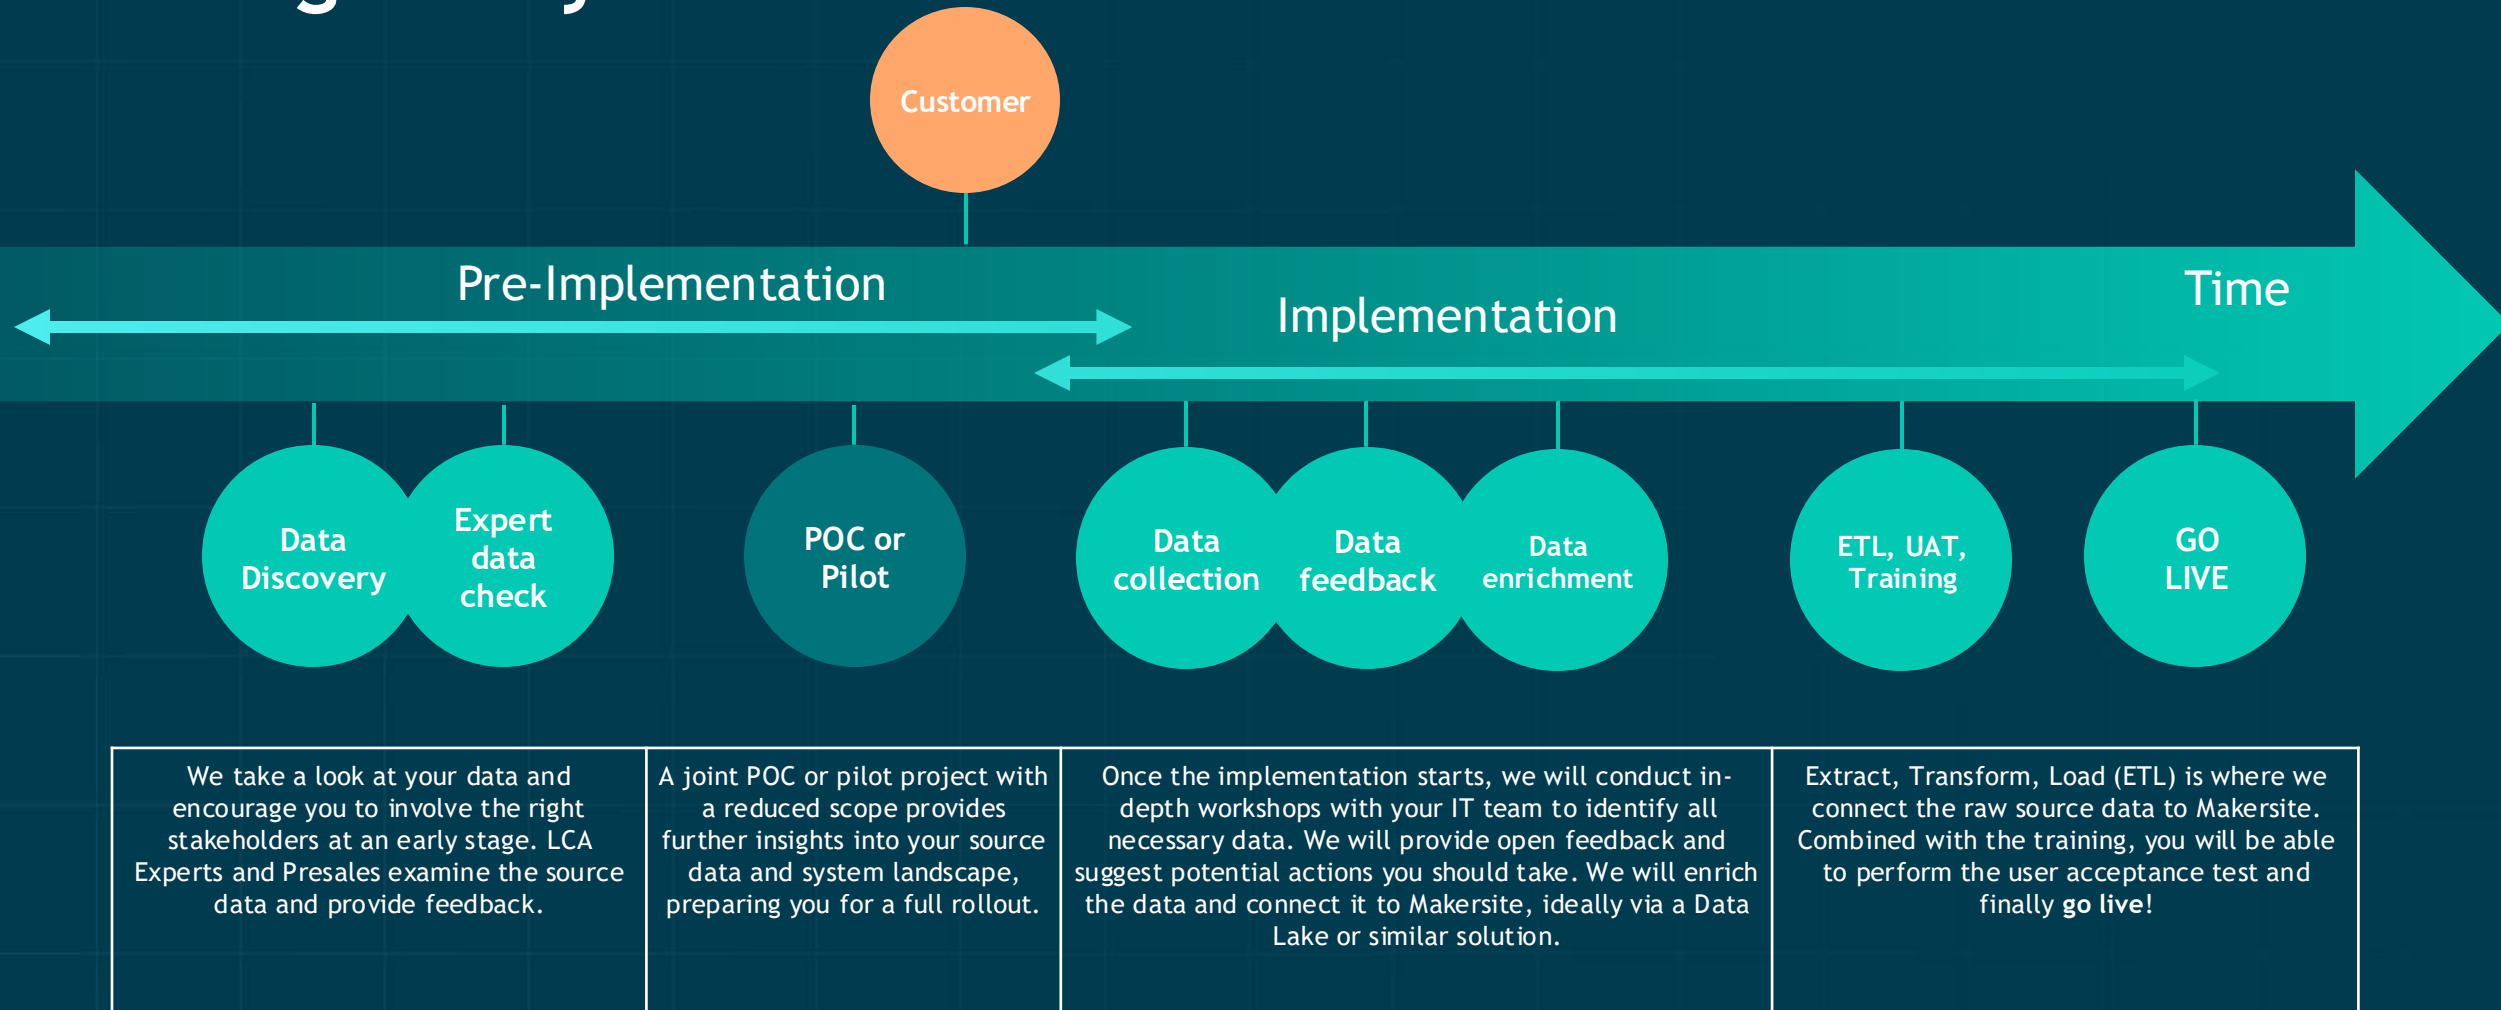 Customer
Pre-Implementation
Implementation
Time
Data
Discovery
Expert
data
check
POC or
Pilot
Data
collection
Data
feedback
Data
enrichment
ETL, UAT,
Training
GO
LIVE
We take a look at your data and
encourage you to involve the right
stakeholders at an early stage. LCA
Experts and Presales examine the source
data and provide feedback.
A joint POC or pilot project with
a reduced scope provides
further insights into your source
data and system landscape,
preparing you for a full rollout.
Once the implementation starts, we will conduct in-
depth workshops with your IT team to identify all
necessary data. We will provide open feedback and
suggest potential actions you should take. We will enrich
the data and connect it to Makersite, ideally via a Data
Lake or similar solution.
Extract, Transform, Load (ETL) is where we
connect the raw source data to Makersite.
Combined with the training, you will be able
to perform the user acceptance test and
finally go live!